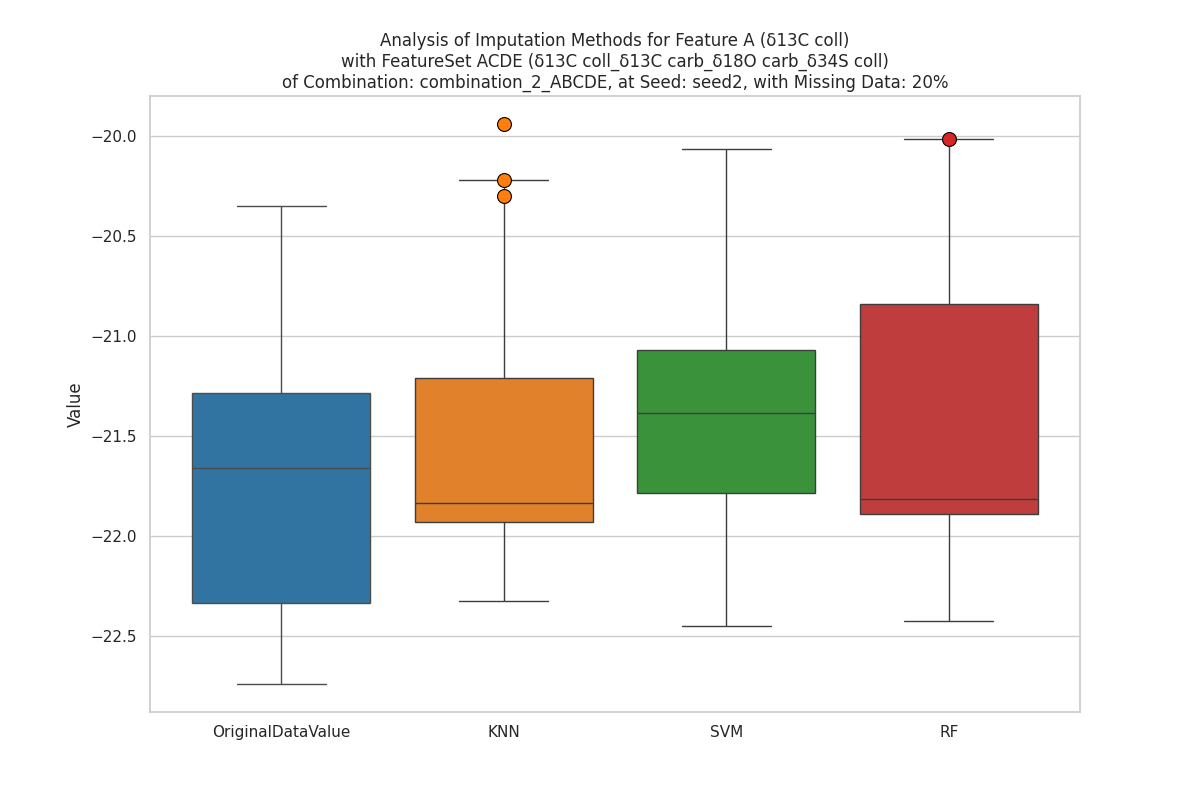 Analysis of Imputation Methods for Feature A (δ13C coll)
with FeatureSet ACDE (δ13C coll_δ13C carb_δ18O carb_δ34S coll)
of Combination: combination_2_ABCDE, at Seed: seed2, with Missing Data: 20%
−20.0
−20.5
−21.0
−21.5
−22.0
−22.5
Value
OriginalDataValue
KNN
SVM
RF